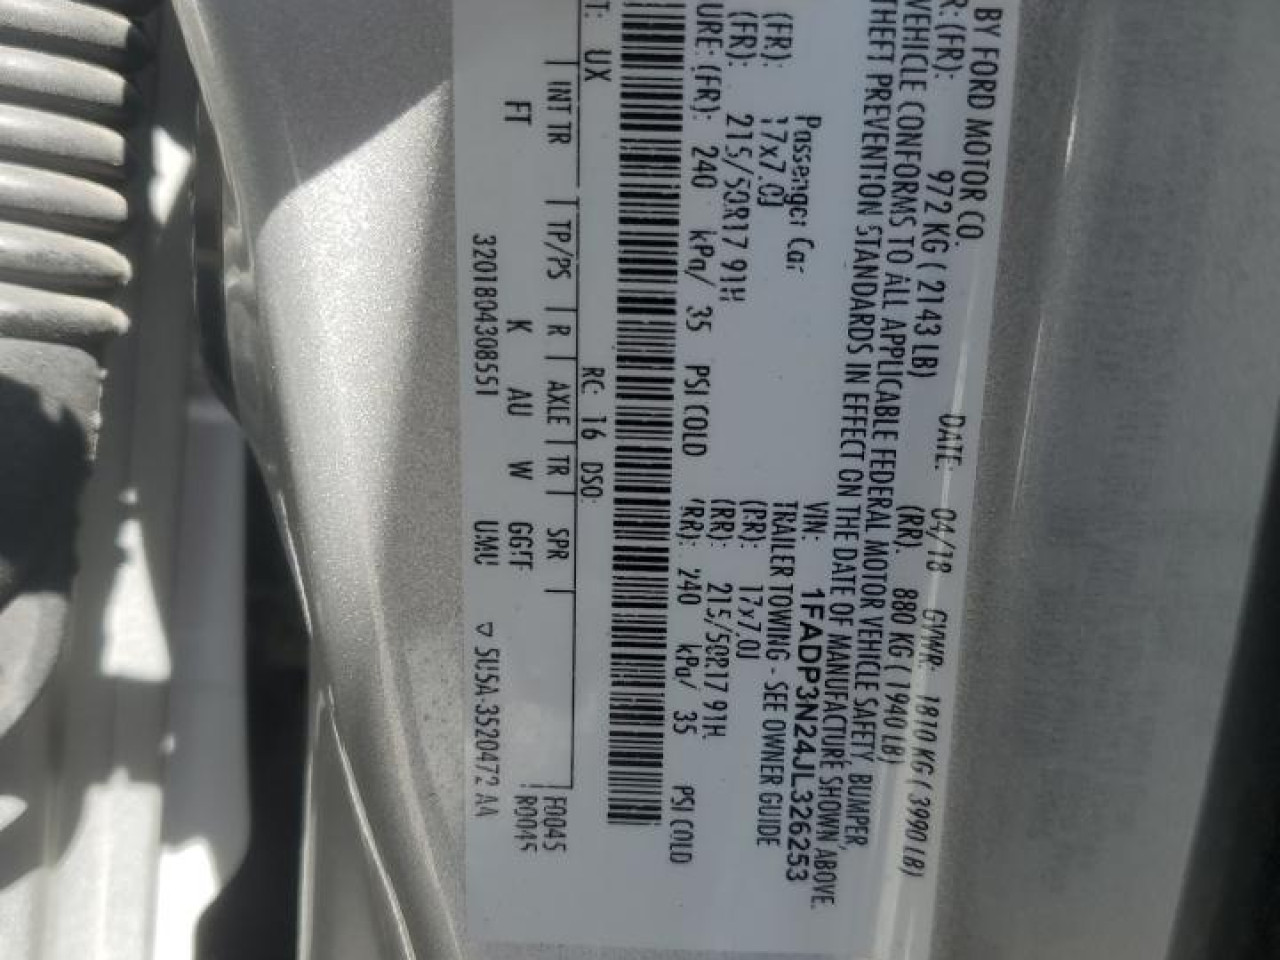 BY FORD MOTOR CO.
DATE: 04/18 GVWR: 1810 KG ( 3990 LB)
R: (FR): 972 KG ( 2143 LB) (RR): 880 KG ( 1940 LB)
VEHICLE CONFORMS TO ALL APPLICABLE FEDERAL MOTOR VEHICLE SAFETY, BUMPER,
THEFT PREVENTION STANDARDS IN EFFECT ON THE DATE OF MANUFACTURE SHOWN ABOVE.
VIN: 1FADP3N24JL326253
Passenger Car TRAILER TOWING - SEE OWNER GUIDE
(FR): 17x7.0J (RR): 17x7.0J
(FR): 215/50R17 91H (RR): 215/50R17 91H
URE: (FR): 240 kPa/ 35 PSI COLD (RR): 240 kPa/ 35 PSI COLD
T: UX RC: 16 DSO:
INT TR TP/PS R AXLE TR SPR F0045
FT K AU W GGTF R0045
3201804308551 UMU ▽ 5U5A-3520472 AA